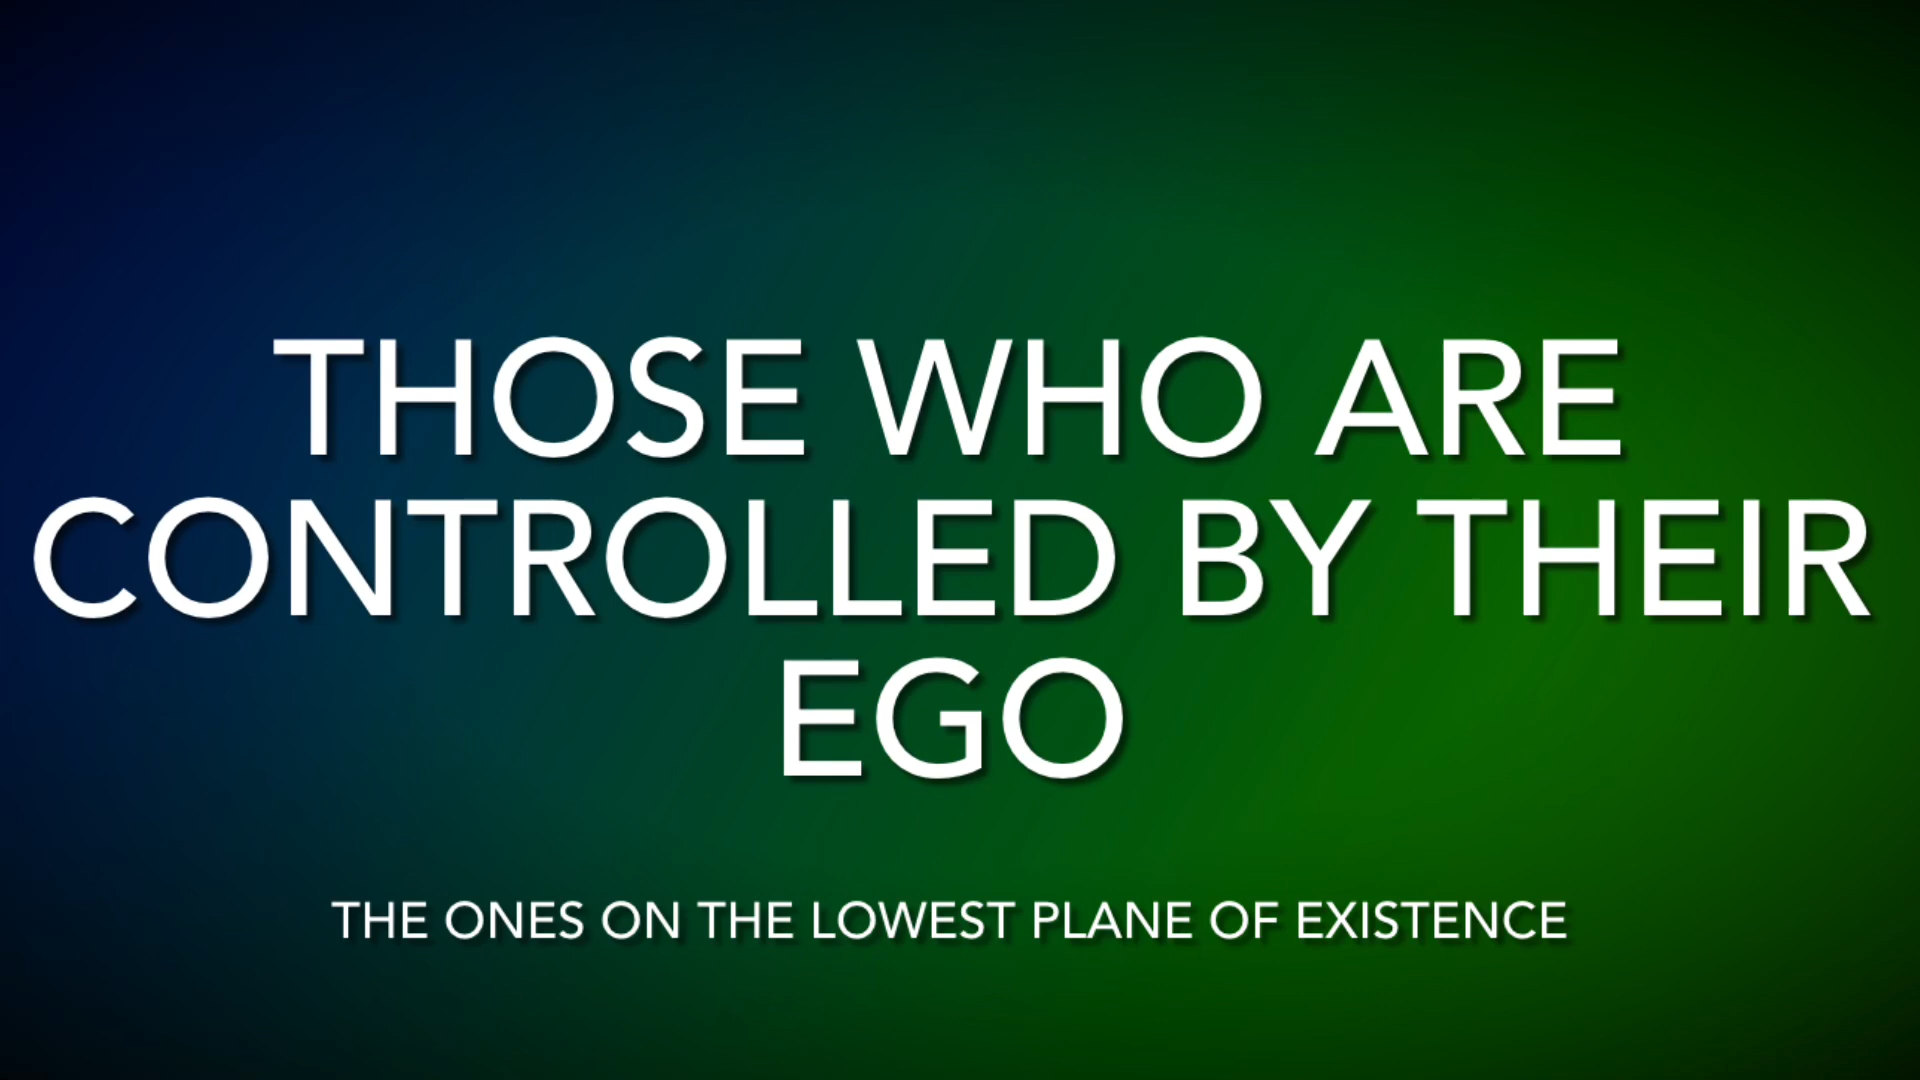 THOSE WHO ARE
CONTROLLED BY THEIR
EGO
THE ONES ON THE LOWEST PLANE OF EXISTENCE